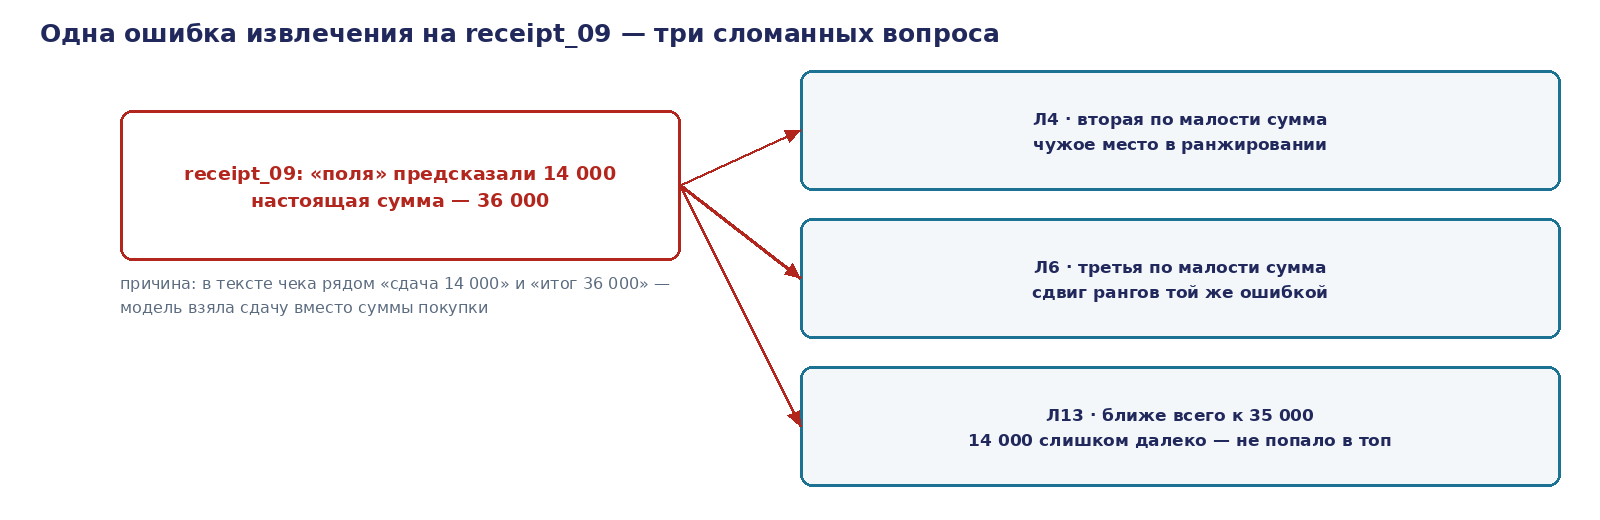 Одна ошибка извлечения на receipt_09 — три сломанных вопроса
receipt_09: «поля» предсказали 14 000
настоящая сумма — 36 000
причина: в тексте чека рядом «сдача 14 000» и «итог 36 000» —
модель взяла сдачу вместо суммы покупки
Л4 · вторая по малости сумма
чужое место в ранжировании
Л6 · третья по малости сумма
сдвиг рангов той же ошибкой
Л13 · ближе всего к 35 000
14 000 слишком далеко — не попало в топ